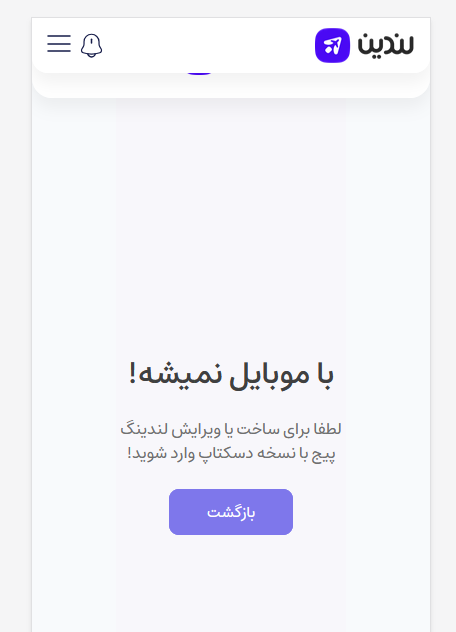 لندین
با موبایل نمیشه!
لطفا برای ساخت یا ویرایش لندینگ
پیج با نسخه دسکتاپ وارد شوید!
بازگشت